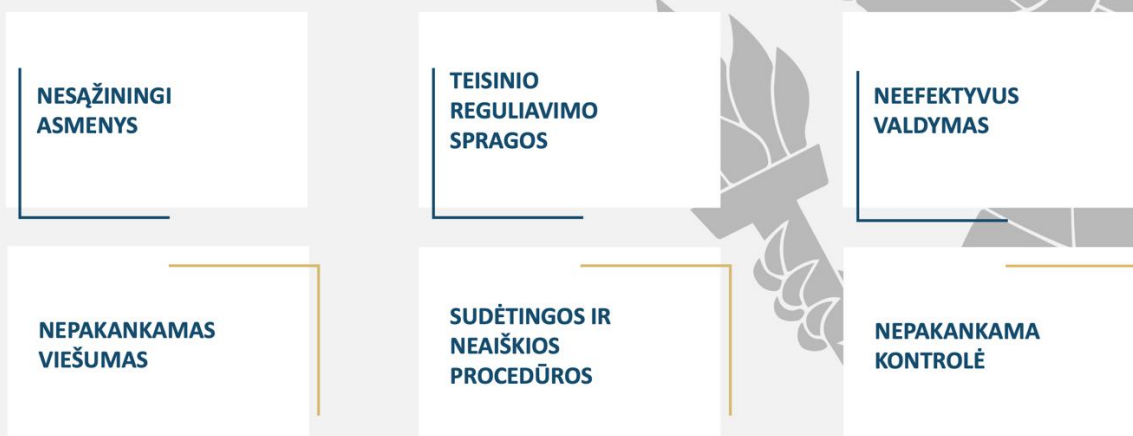 NESĄŽININGI
ASMENYS
TEISINIO
REGULIAVIMO
SPRAGOS
NEEFEKTYVUS
VALDYMAS
NEPAKANKAMAS
VIEŠUMAS
SUDĖTINGOS IR
NEAIŠKIOS
PROCEDŪROS
NEPAKANKAMA
KONTROLĖ